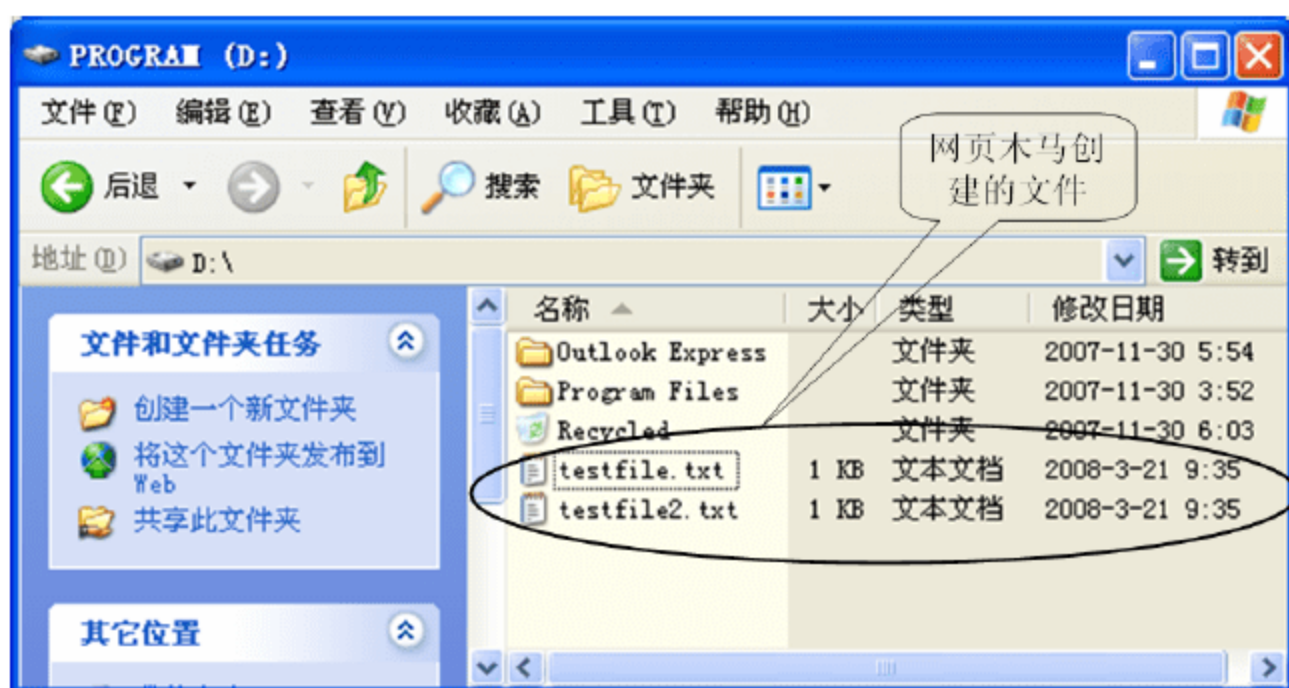 PROGRAM (D:)
文件(F) 编辑(E) 查看(V) 收藏(A) 工具(T) 帮助(H)
网页木马创
建的文件
后退 搜索 文件夹
地址(D) D:\ 转到
名称 大小 类型 修改日期
文件和文件夹任务
创建一个新文件夹
将这个文件夹发布到
Web
共享此文件夹
其它位置
Outlook Express 文件夹 2007-11-30 5:54
Program Files 文件夹 2007-11-30 3:52
Recycled 文件夹 2007-11-30 6:03
testfile.txt 1 KB 文本文档 2008-3-21 9:35
testfile2.txt 1 KB 文本文档 2008-3-21 9:35